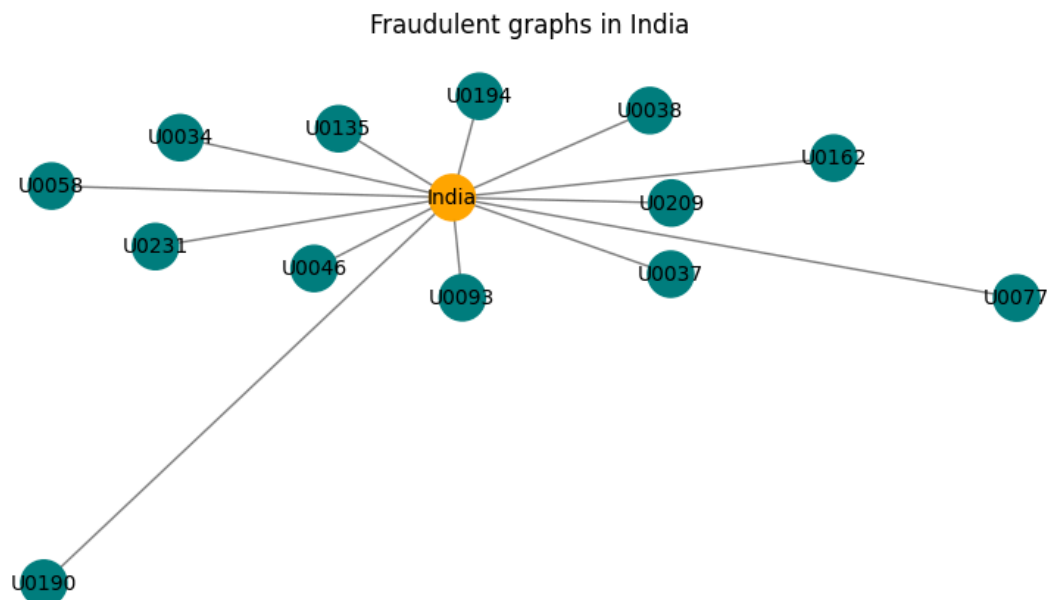 Fraudulent graphs in India
U0194
U0038
U0135
U0034
U0162
U0058
India
U0209
U0231
U0046
U0037
U0093
U0077
U0190